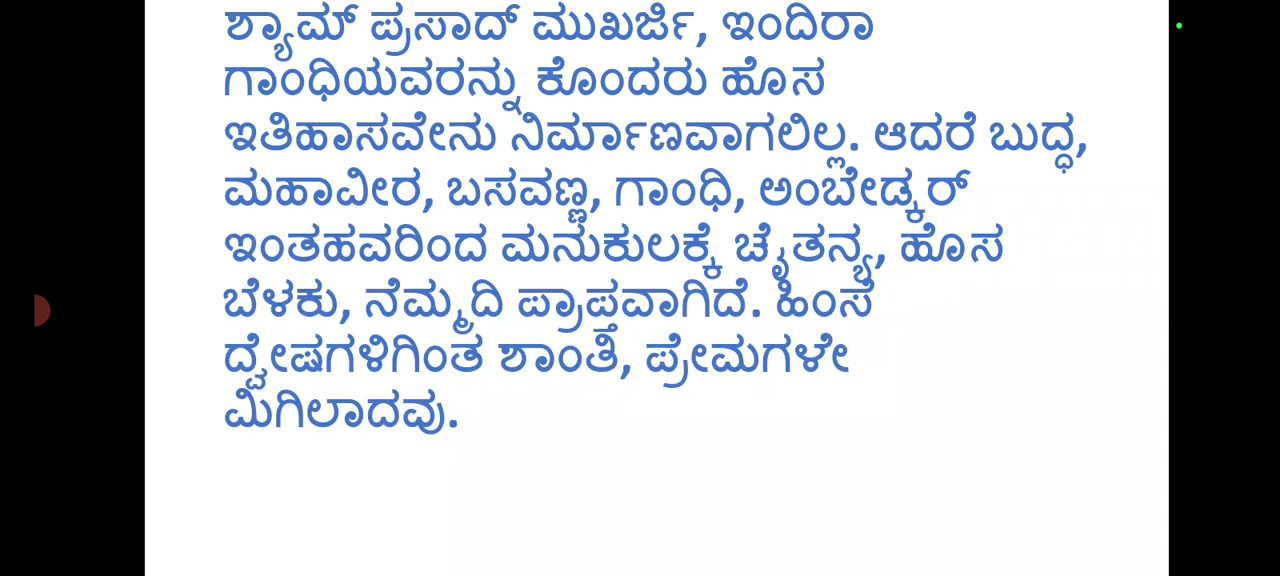 ಶ್ಯಾಮ್ ಪ್ರಸಾದ್ ಮುಖರ್ಜಿ, ಇಂದಿರಾ
ಗಾಂಧಿಯವರನ್ನು ಕೊಂದರು ಹೊಸ
ಇತಿಹಾಸವೇನು ನಿರ್ಮಾಣವಾಗಲಿಲ್ಲ. ಆದರೆ ಬುದ್ಧ,
ಮಹಾವೀರ, ಬಸವಣ್ಣ, ಗಾಂಧಿ, ಅಂಬೇಡ್ಕರ್
ಇಂತಹವರಿಂದ ಮನುಕುಲಕ್ಕೆ ಚೈತನ್ಯ, ಹೊಸ
ಬೆಳಕು, ನೆಮ್ಮದಿ ಪ್ರಾಪ್ತವಾಗಿದೆ. ಹಿಂಸೆ
ದ್ವೇಷಗಳಿಗಿಂತ ಶಾಂತಿ, ಪ್ರೇಮಗಳೇ
ಮಿಗಿಲಾದವು.